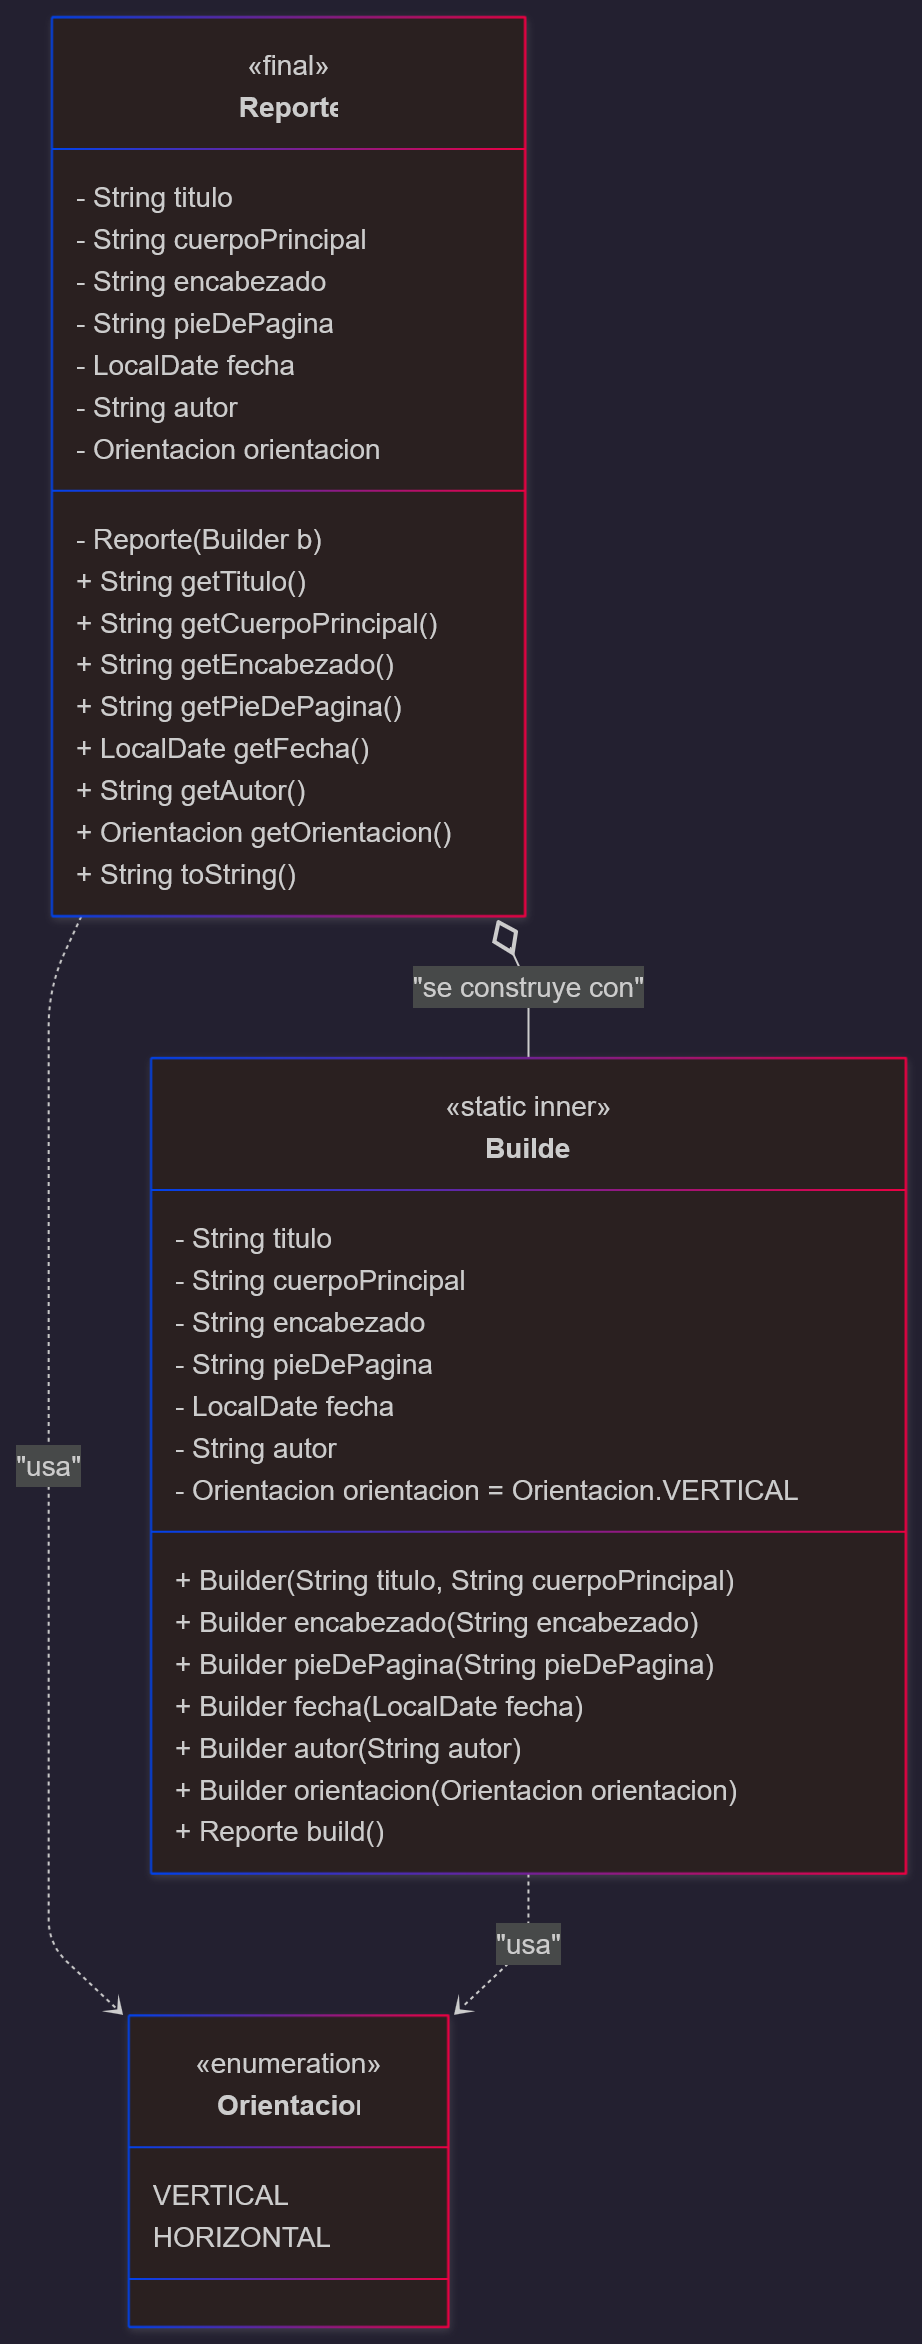 «final»
Reporte
- String titulo
- String cuerpoPrincipal
- String encabezado
- String pieDePagina
- LocalDate fecha
- String autor
- Orientacion orientacion
- Reporte(Builder b)
+ String getTitulo()
+ String getCuerpoPrincipal()
+ String getEncabezado()
+ String getPieDePagina()
+ LocalDate getFecha()
+ String getAutor()
+ Orientacion getOrientacion()
+ String toString()
"se construye con"
«static inner»
Builde
- String titulo
- String cuerpoPrincipal
- String encabezado
- String pieDePagina
- LocalDate fecha
- String autor
- Orientacion orientacion = Orientacion.VERTICAL
"usa"
+ Builder(String titulo, String cuerpoPrincipal)
+ Builder encabezado(String encabezado)
+ Builder pieDePagina(String pieDePagina)
+ Builder fecha(LocalDate fecha)
+ Builder autor(String autor)
+ Builder orientacion(Orientacion orientacion)
+ Reporte build()
"usa"
«enumeration»
Orientacion
VERTICAL
HORIZONTAL